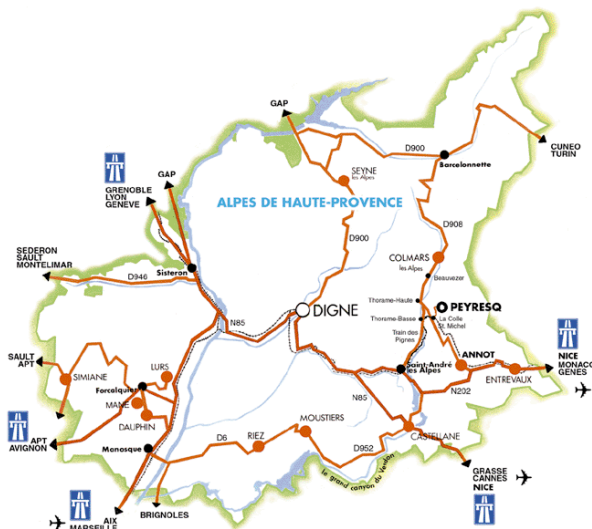 GAP
D900
Barcelonnette
CUNEO
TURIN
GAP
GRENOBLE
LYON
GENEVE
SEYNE
les Alpes
ALPES DE HAUTE-PROVENCE
D908
D900
COLMARS
les Alpes
Beauvezer
SEDERON
SAULT
MONTELIMAR
D946
Sisteron
Thorame-Haute
PEYRESQ
Thorame-Basse
La Colle
St. Michel
DIGNE
N85
Train des
Pignes
ANNOT
NICE
MONACO
GENES
Saint-André
les Alpes
ENTREVAUX
N202
SAULT
APT
SIMIANE
LURS
Forcalquier
MANE
DAUPHIN
N85
APT
AVIGNON
Manosque
D6
RIEZ
MOUSTIERS
CASTELLANE
D952
le grand canyon du Verdon
GRASSE
CANNES
NICE
BRIGNOLES
AIX
MARSEILLE